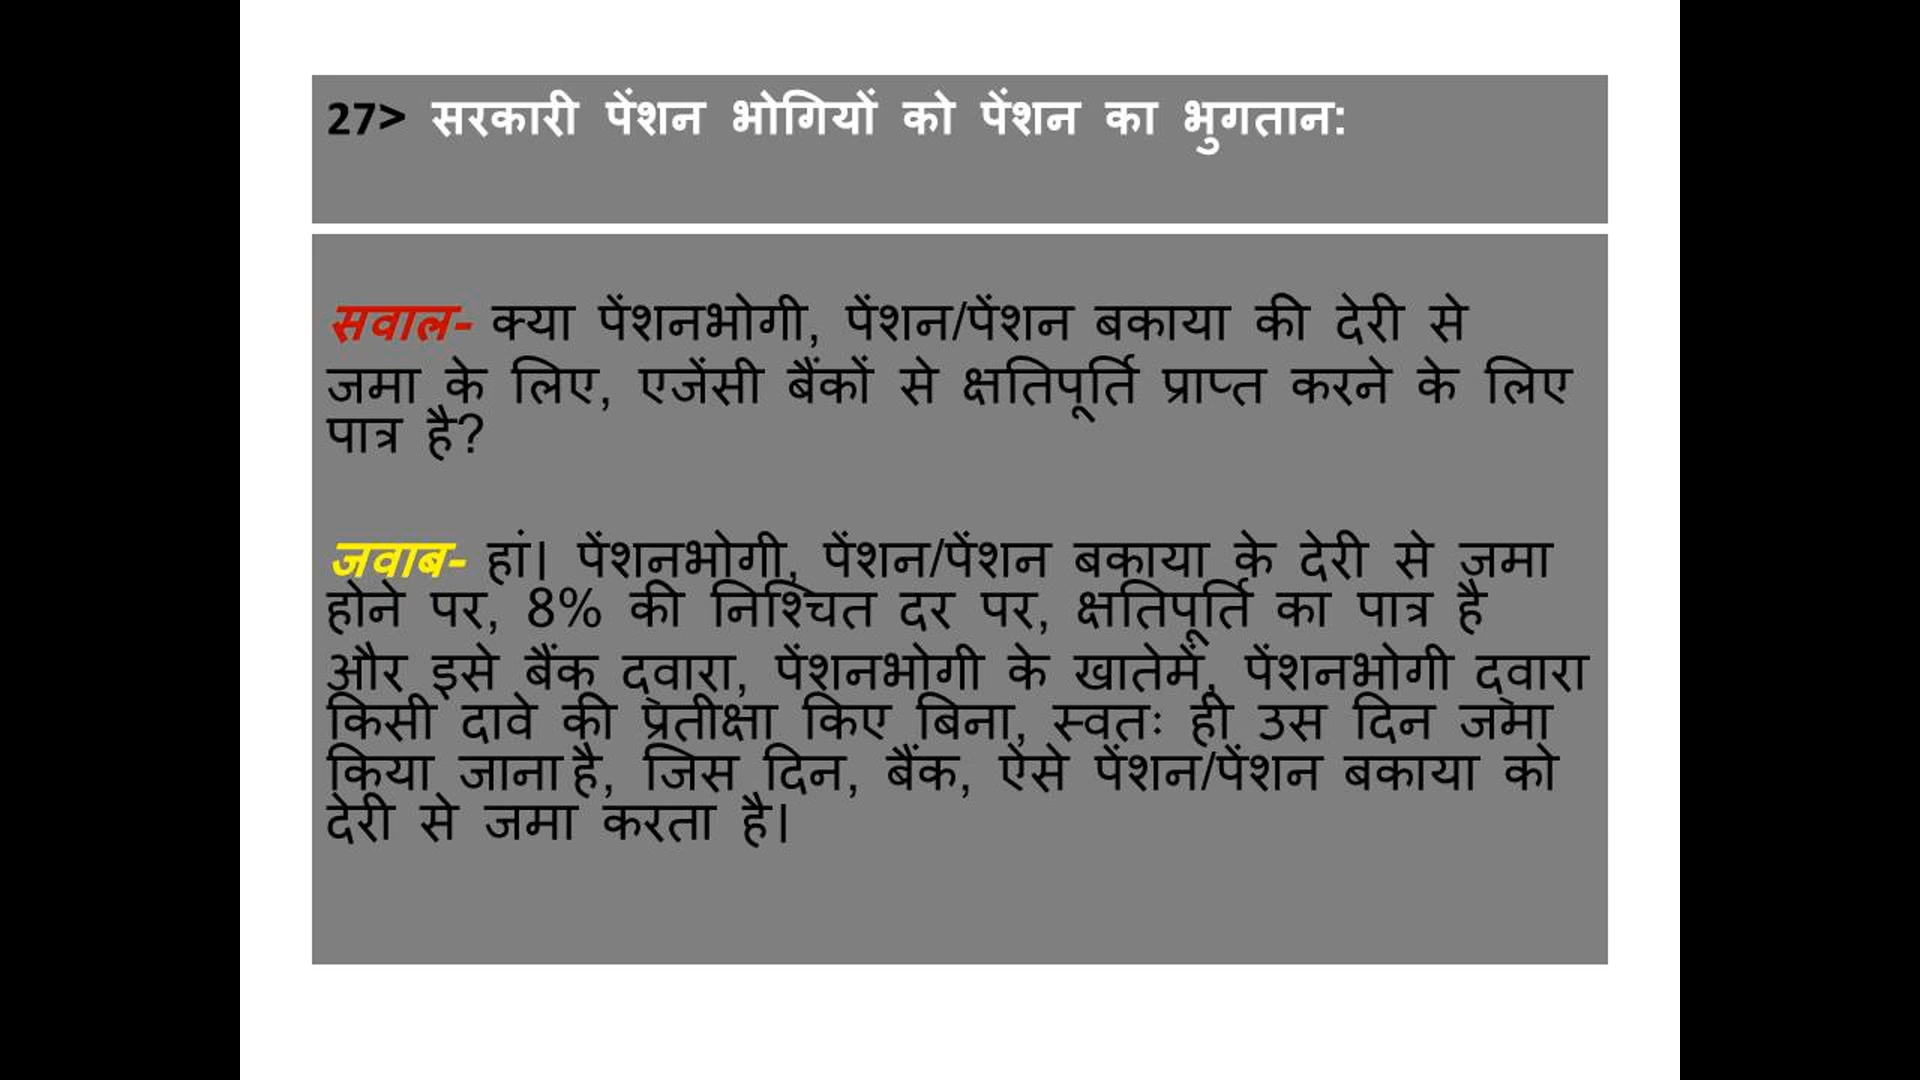 27> सरकारी पेंशन भोगियों को पेंशन का भुगतान:
सवाल- क्या पेंशनभोगी, पेंशन/पेंशन बकाया की देरी से
जमा के लिए, एजेंसी बैंकों से क्षतिपूर्ति प्राप्त करने के लिए
पात्र है?
जवाब- हां। पेंशनभोगी, पेंशन/पेंशन बकाया के देरी से जमा
होने पर, 8% की निश्चित दर पर, क्षतिपूर्ति का पात्र है
और इसे बैंक द्वारा, पेंशनभोगी के खातेमें, पेंशनभोगी द्वारा
किसी दावे की प्रतीक्षा किए बिना, स्वतः ही उस दिन जमा
किया जाना है, जिस दिन, बैंक, ऐसे पेंशन/पेंशन बकाया को
देरी से जमा करता है।